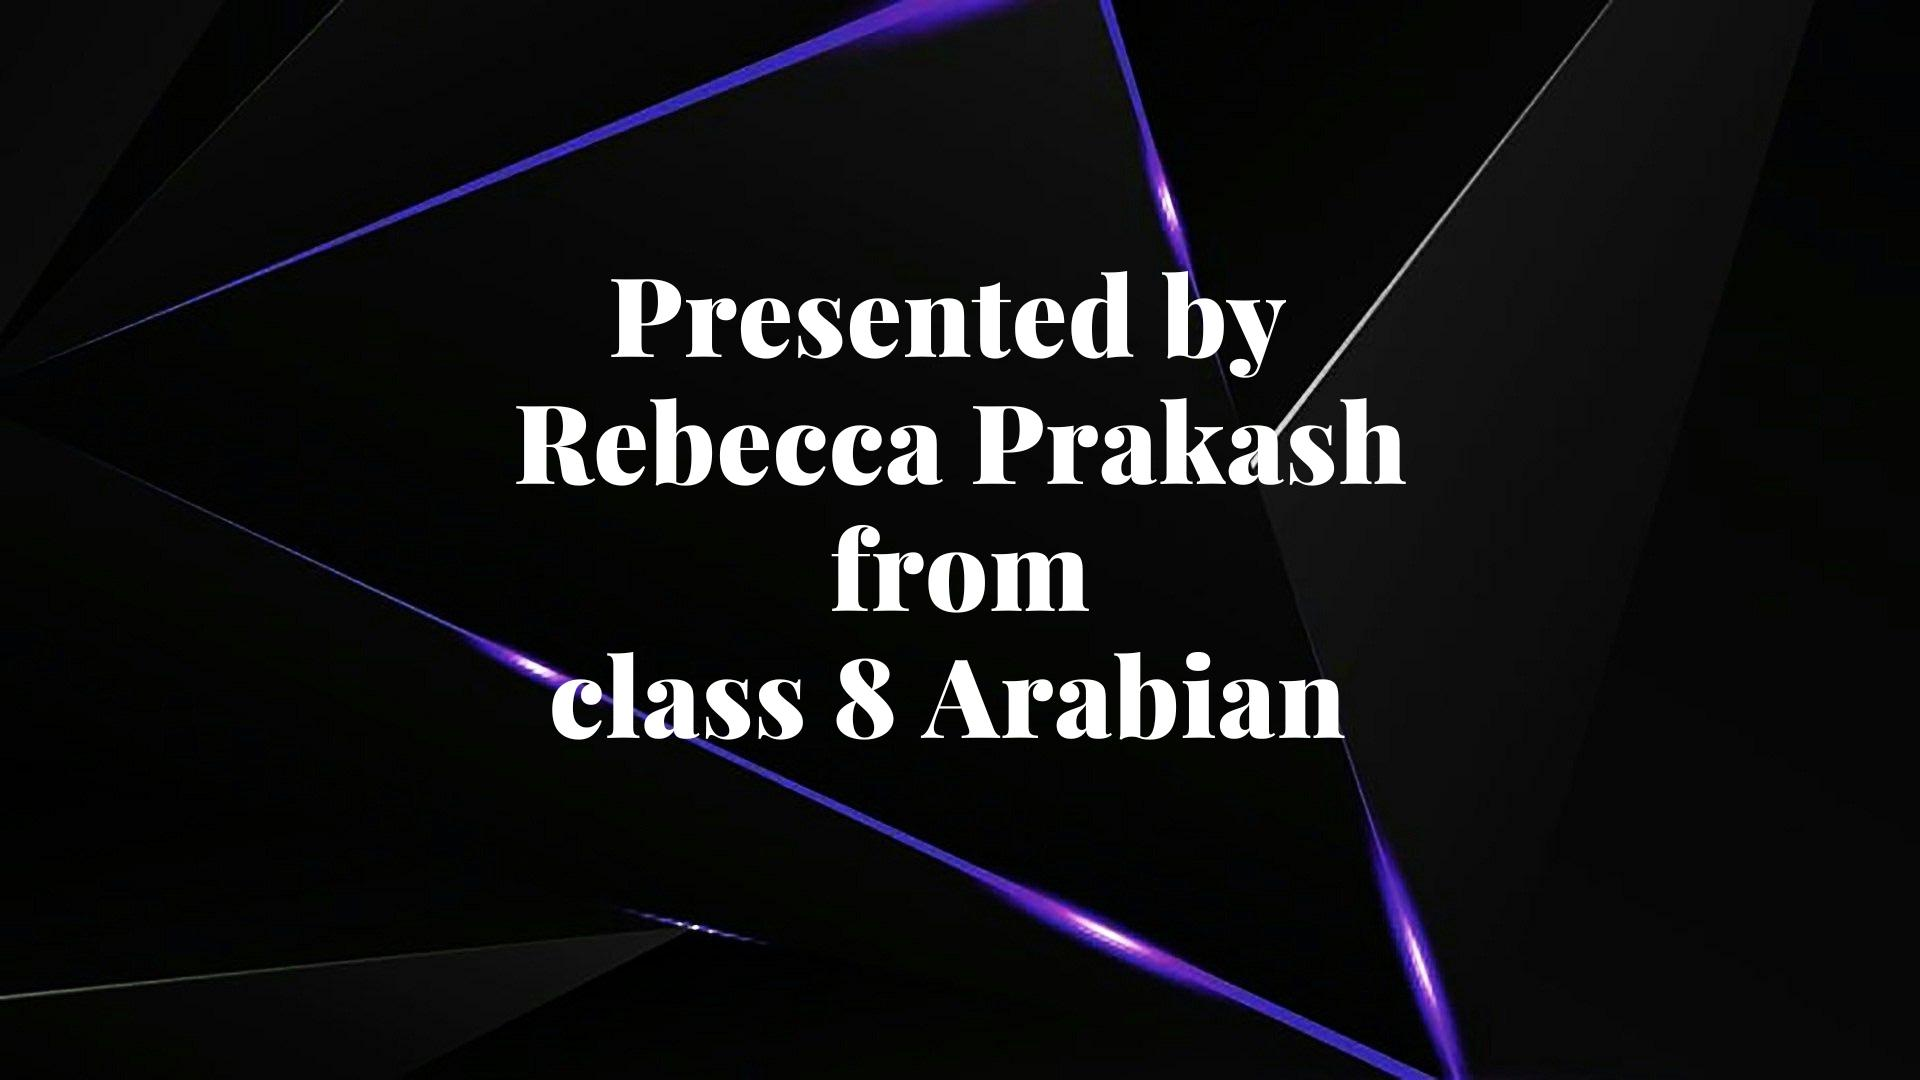 Presented by
Rebecca Prakash
from
class 8 Arabian